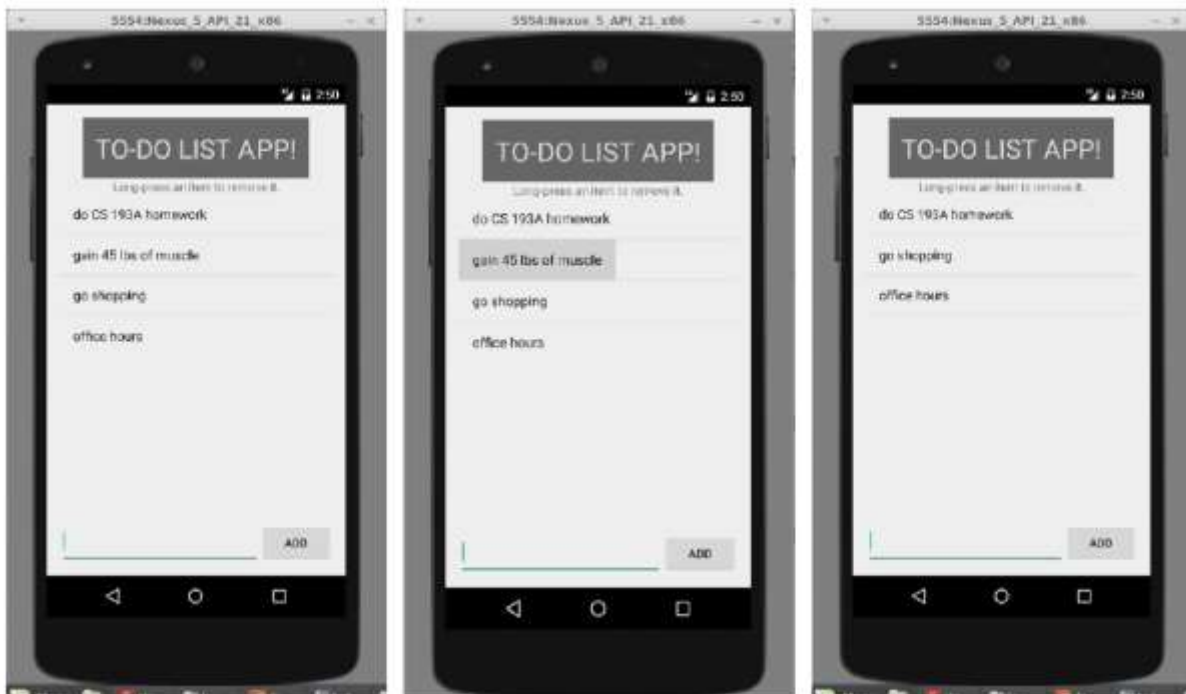 5554:Nexus_5_API_21_x86
2:50
TO-DO LIST APP!
Long-press an item to remove it.
do CS 193A homework
gain 45 lbs of muscle
go shopping
office hours
ADD
5554:Nexus_5_API_21_x86
2:50
TO-DO LIST APP!
Long-press an item to remove it.
do CS 193A homework
gain 45 lbs of muscle
go shopping
office hours
ADD
5554:Nexus_5_API_21_x86
2:50
TO-DO LIST APP!
Long-press an item to remove it.
do CS 193A homework
go shopping
office hours
ADD